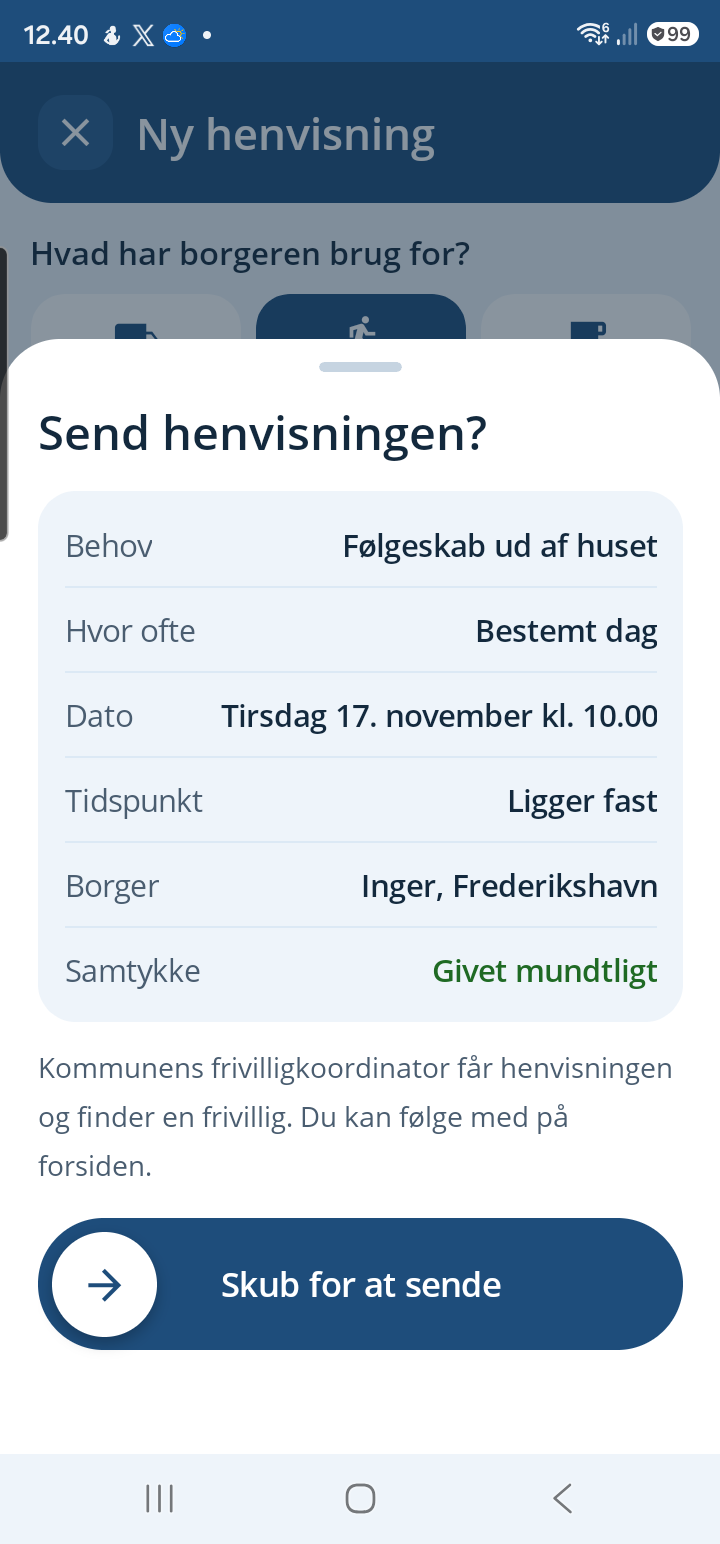 12.40
6
99
Ny henvisning
Hvad har borgeren brug for?
Send henvisningen?
Behov Følgeskab ud af huset
Hvor ofte Bestemt dag
Dato Tirsdag 17. november kl. 10.00
Tidspunkt Ligger fast
Borger Inger, Frederikshavn
Samtykke Givet mundtligt
Kommunens frivilligkoordinator får henvisningen
og finder en frivillig. Du kan følge med på
forsiden.
Skub for at sende